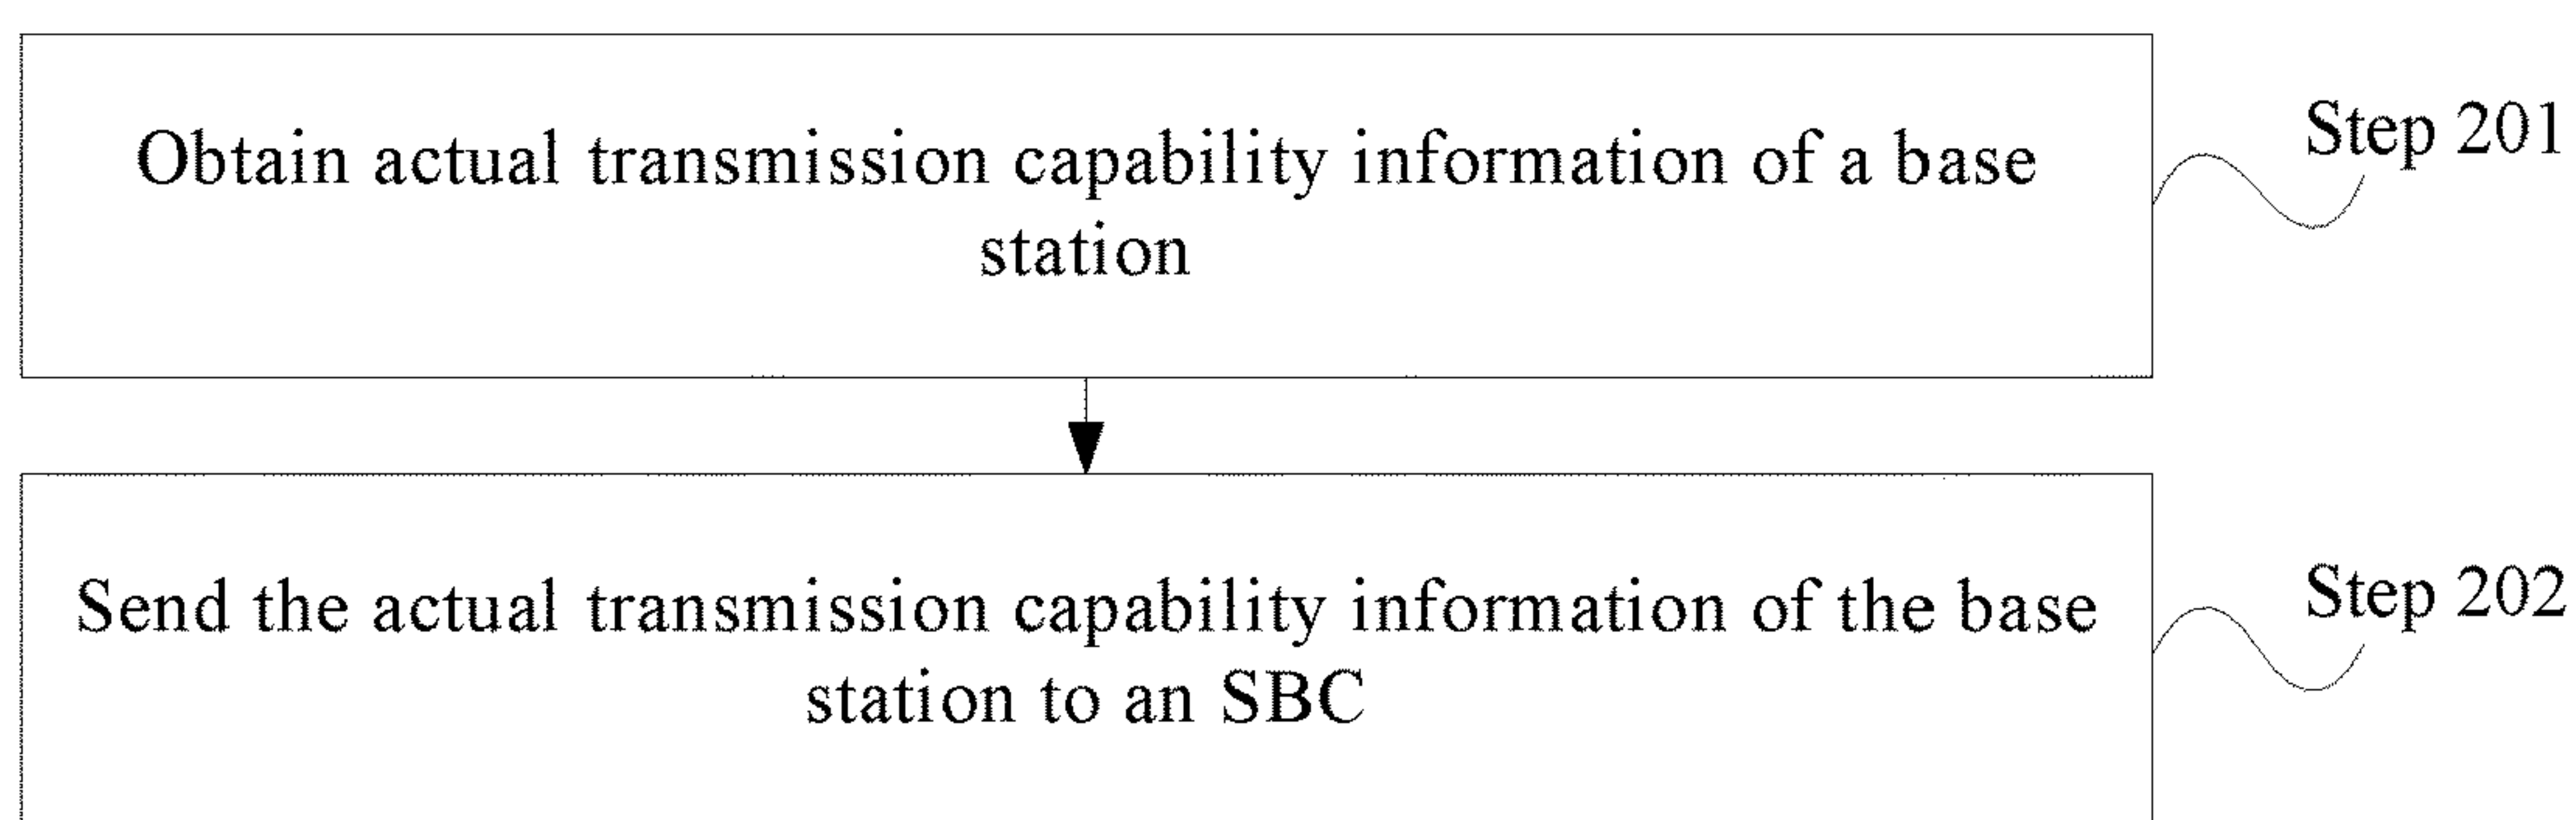 Obtain actual transmission capability information of a base
station
Step 201
Send the actual transmission capability information of the base
station to an SBC
Step 202